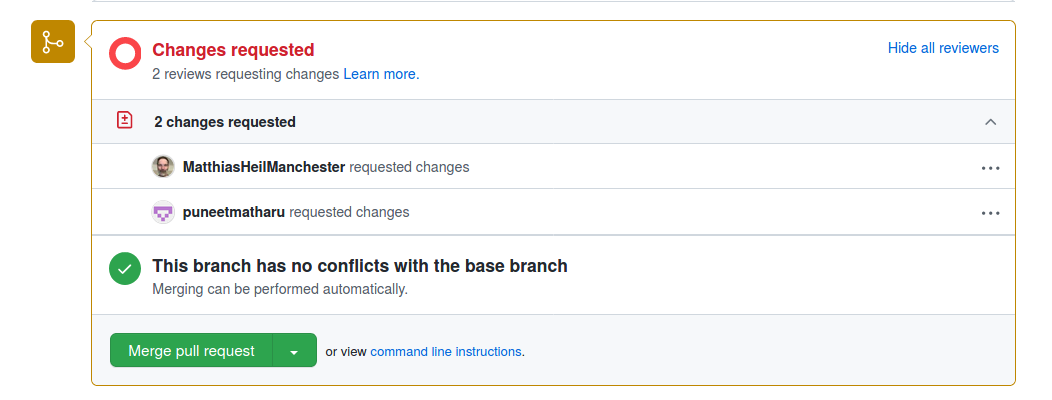 Changes requested
Hide all reviewers
2 reviews requesting changes Learn more.
2 changes requested
MatthiasHeilManchester requested changes
puneetmatharu requested changes
This branch has no conflicts with the base branch
Merging can be performed automatically.
Merge pull request or view command line instructions.